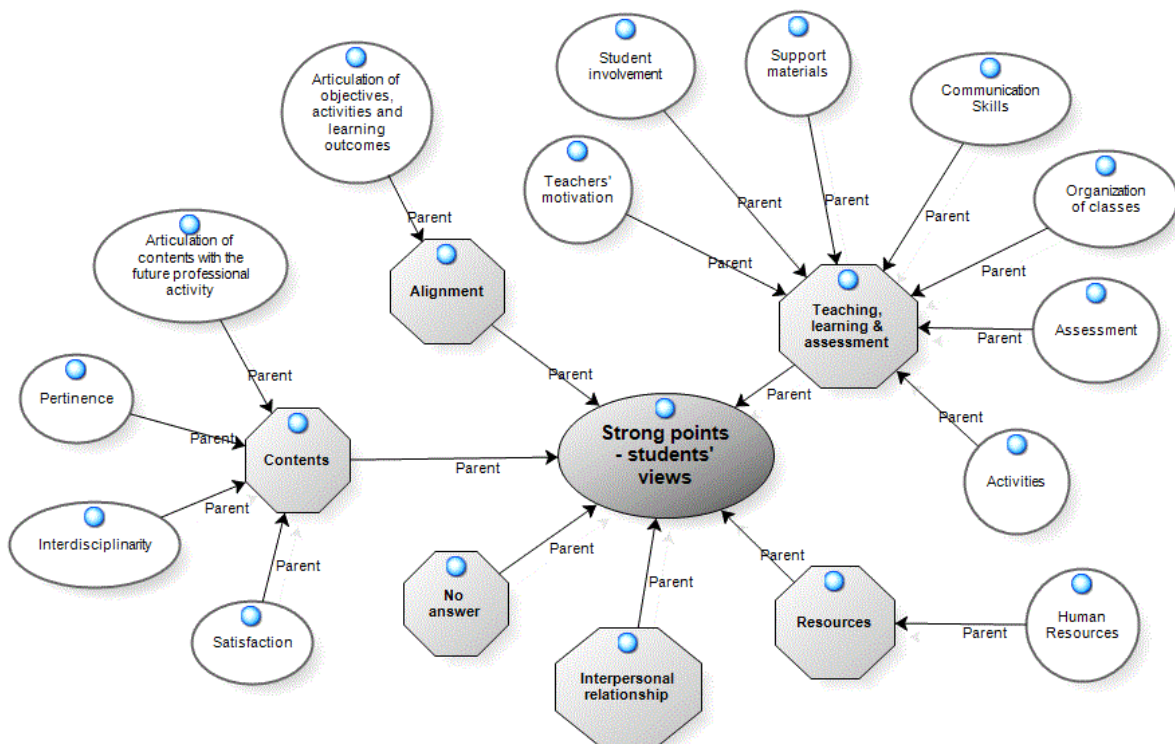 Student
involvement
Support
materials
Communication
Skills
Articulation of
objectives,
activities and
learning
outcomes
Teachers'
motivation
Organization
of classes
Parent
Parent
Parent
Parent
Parent
Parent
Articulation of
contents with the
future professional
activity
Alignment
Teaching,
learning &
assessment
Parent
Assessment
Parent
Parent
Parent
Pertinence
Parent
Parent
Strong points
- students'
views
Contents
Parent
Activities
Parent
Interdisciplinarity
Parent
Parent
Parent
Parent
No
answer
Resources
Human
Resources
Parent
Satisfaction
Interpersonal
relationship